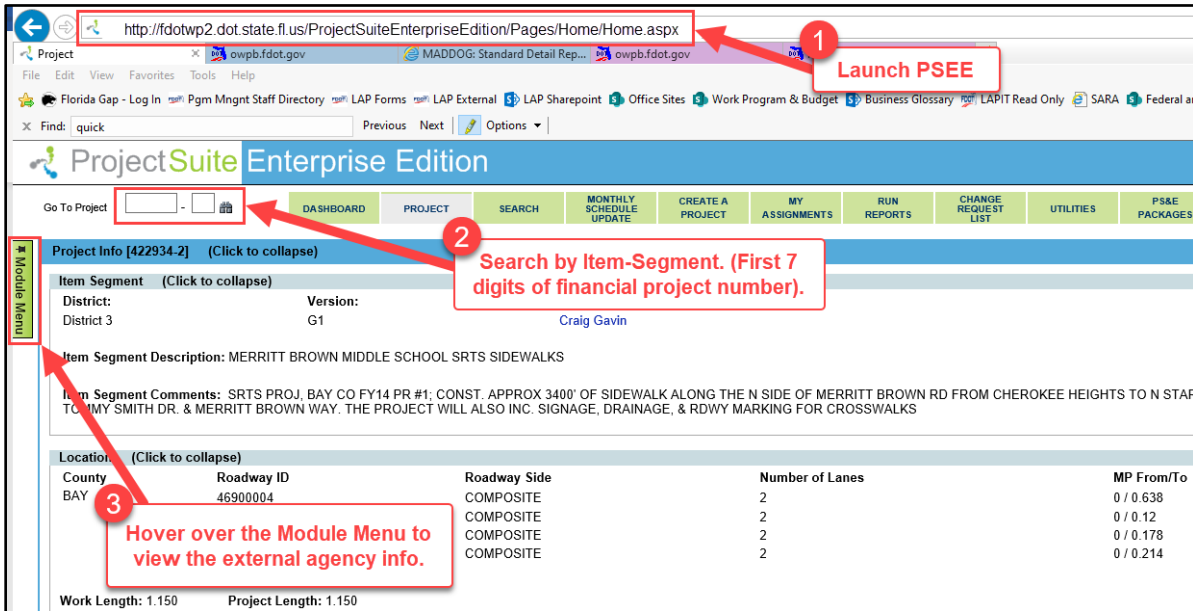 http://fdotwp2.dot.state.fl.us/ProjectSuiteEnterpriseEdition/Pages/Home/Home.aspx
1
Launch PSEE
Project × owpb.fdot.gov MADDOG: Standard Detail Rep... owpb.fdot.gov
File Edit View Favorites Tools Help
Florida Gap - Log In Pgm Mngnt Staff Directory LAP Forms LAP External LAP Sharepoint Office Sites Work Program & Budget Business Glossary LAPIT Read Only SARA Federal
x Find: quick Previous Next Options
ProjectSuite Enterprise Edition
Go To Project - DASHBOARD PROJECT SEARCH MONTHLY SCHEDULE UPDATE CREATE A PROJECT MY ASSIGNMENTS RUN REPORTS CHANGE REQUEST LIST UTILITIES PS&E PACKAGES
2
Search by Item-Segment. (First 7
digits of financial project number).
Module Menu
Project Info [422934-2] (Click to collapse)
Item Segment (Click to collapse)
District: Version:
District 3 G1 Craig Gavin
Item Segment Description: MERRITT BROWN MIDDLE SCHOOL SRTS SIDEWALKS
Item Segment Comments: SRTS PROJ, BAY CO FY14 PR #1; CONST. APPROX 3400' OF SIDEWALK ALONG THE N SIDE OF MERRITT BROWN RD FROM CHEROKEE HEIGHTS TO N STAR
TOMMY SMITH DR. & MERRITT BROWN WAY. THE PROJECT WILL ALSO INC. SIGNAGE, DRAINAGE, & RDWY MARKING FOR CROSSWALKS
Location (Click to collapse)
County Roadway ID Roadway Side Number of Lanes MP From/To
BAY 46900004 COMPOSITE 2 0 / 0.638
COMPOSITE 2 0 / 0.12
COMPOSITE 2 0 / 0.178
COMPOSITE 2 0 / 0.214
3
Hover over the Module Menu to
view the external agency info.
Work Length: 1.150 Project Length: 1.150